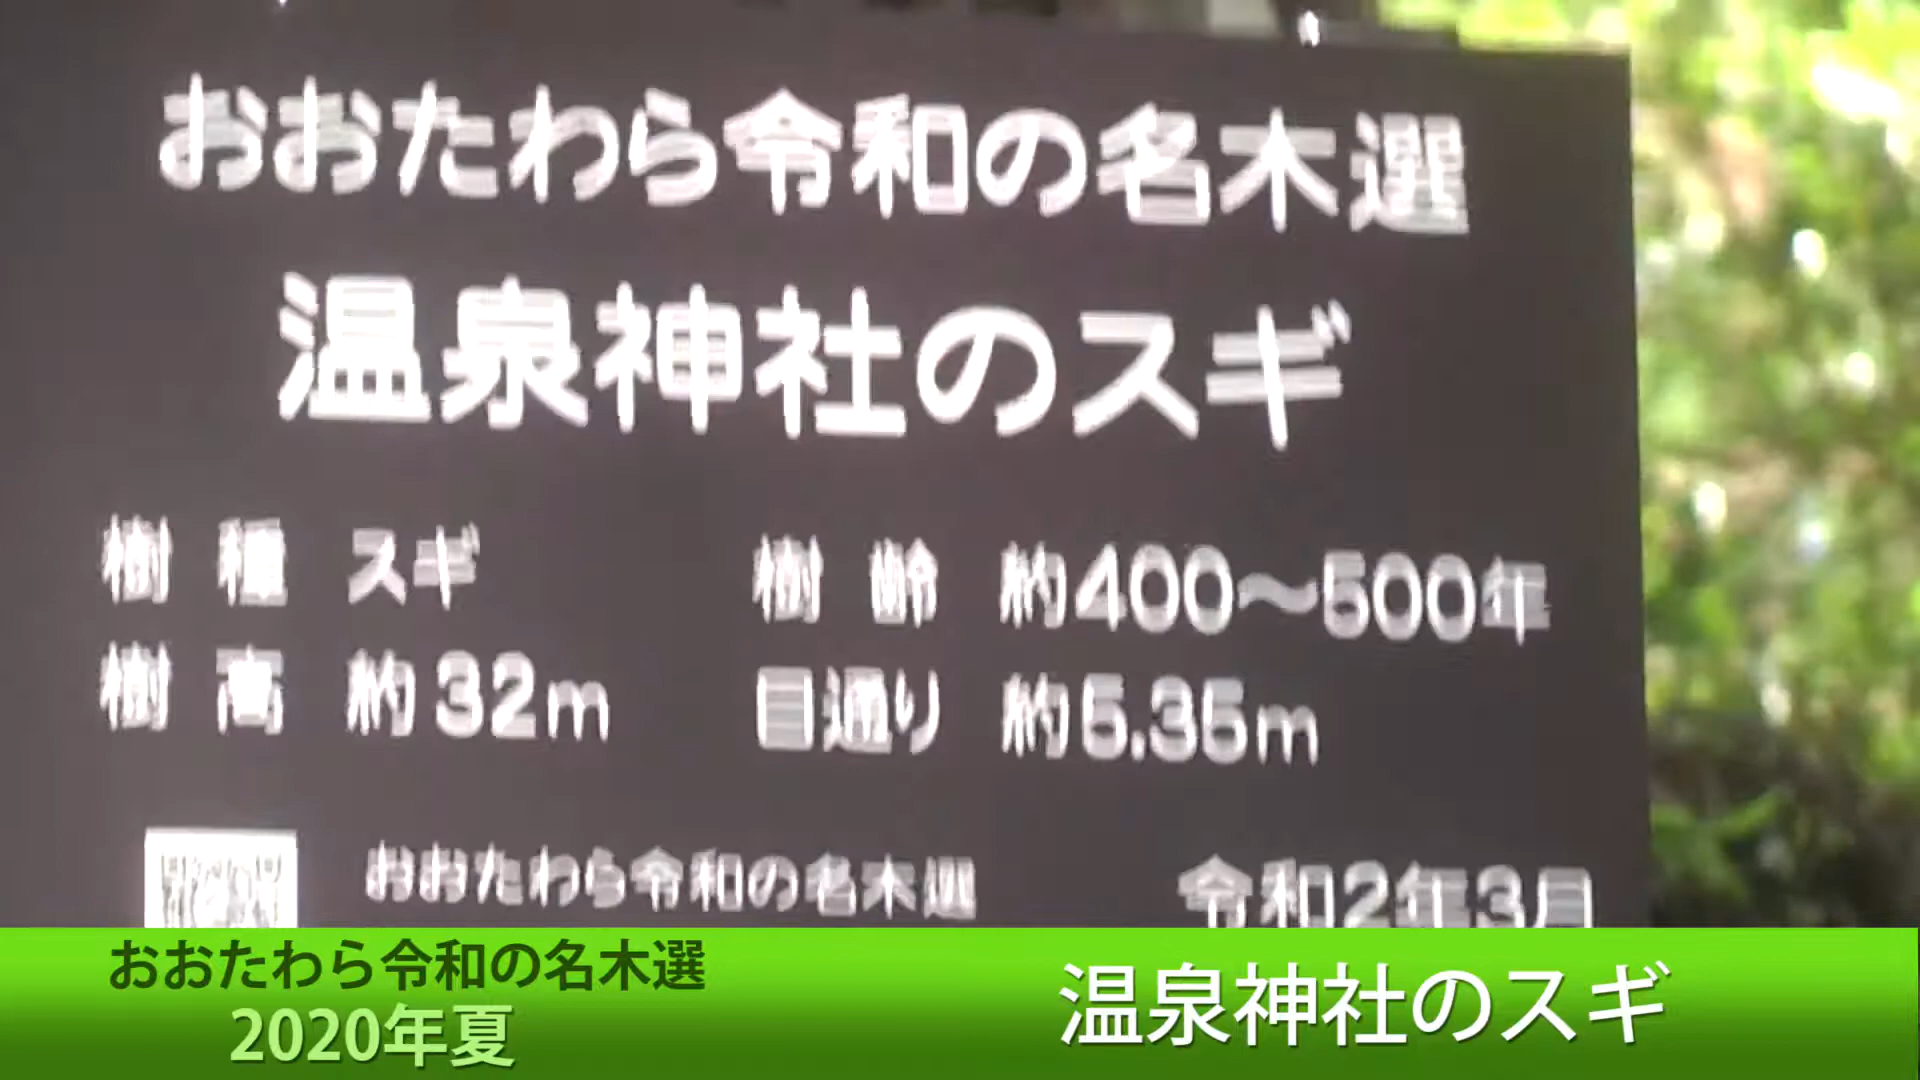 おおたわら令和の名木選
温泉神社のスギ
樹 種 スギ 樹 齢 約400～500年
樹 高 約32m 目通り 約5.35m
おおたわら令和の名木選 令和2年3月
おおたわら令和の名木選
2020年夏
温泉神社のスギ